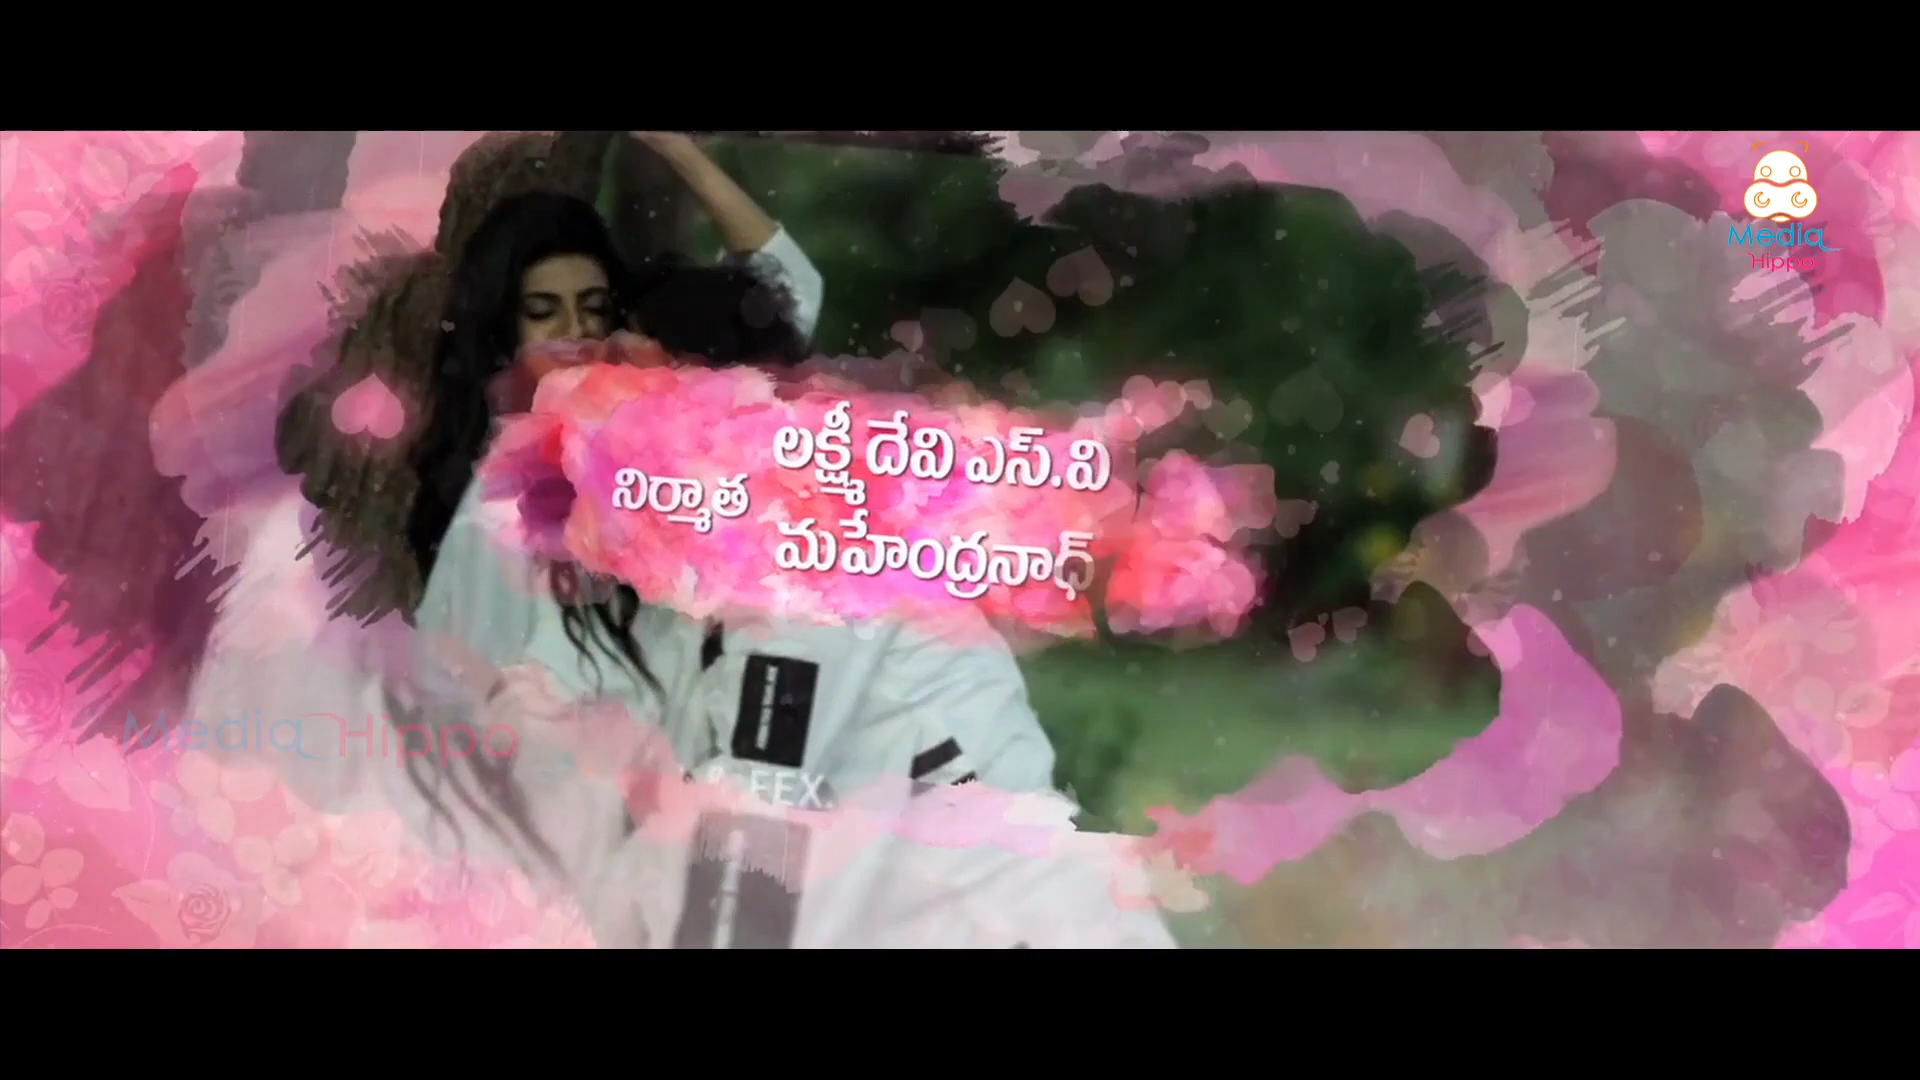 Media
Hippo
లక్ష్మీ దేవి ఎస్.వి
నిర్మాత
మహేంద్రనాధ్
Media Hippo